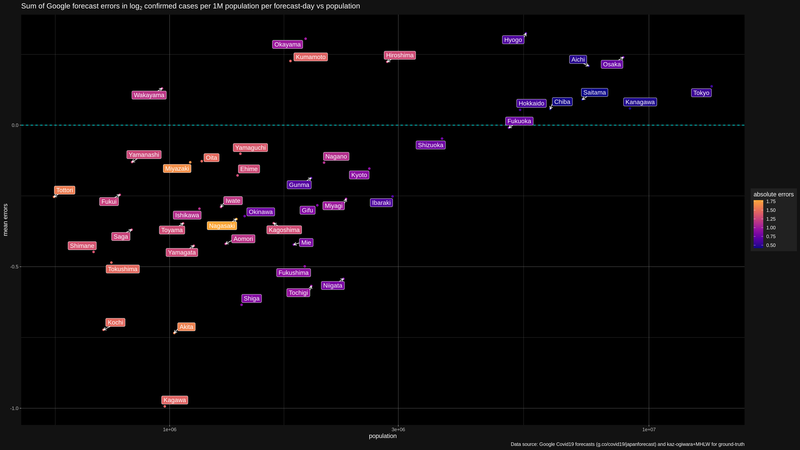 Sum of Google forecast errors in log2 confirmed cases per 1M population per forecast-day vs population
mean errors
0.0
-0.5
-1.0
Hyogo
Okayama
Hiroshima
Kumamoto
Aichi
Osaka
Wakayama
Saitama
Tokyo
Hokkaido
Chiba
Kanagawa
Fukuoka
Shizuoka
Yamanashi
Oita
Yamaguchi
Nagano
Miyazaki
Ehime
Kyoto
Gunma
Tottori
Fukui
Iwate
Ibaraki
Miyagi
Gifu
Ishikawa
Okinawa
Nagasaki
Toyama
Kagoshima
Saga
Aomori
Mie
Shimane
Yamagata
Tokushima
Fukushima
Niigata
Tochigi
Shiga
Kochi
Akita
Kagawa
1e+06
3e+06
1e+07
population
absolute errors
1.75
1.50
1.25
1.00
0.75
0.50
Data source: Google Covid19 forecasts (g.co/covid19/japanforecast) and kaz-ogiwara+MHLW for ground-truth